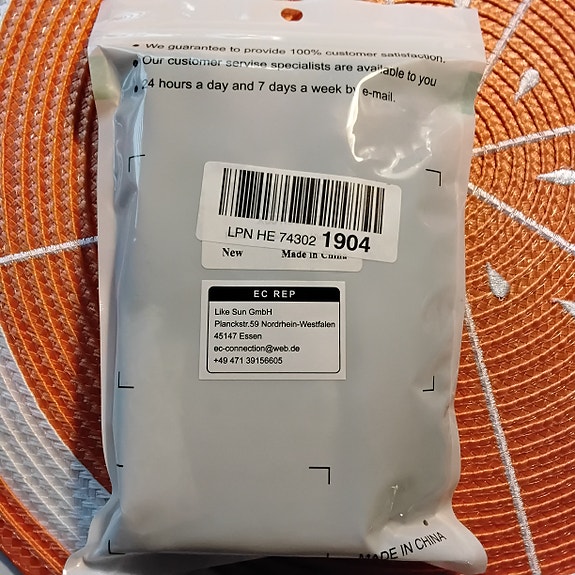 • We guarantee to provide 100% customer satisfaction.
• Our customer servise specialists are available to you
• 24 hours a day and 7 days a week by e-mail.
LPN HE 74302 1904
New Made in China
EC REP
Like Sun GmbH
Planckstr.59 Nordrhein-Westfalen
45147 Essen
ec-connection@web.de
+49 471 39156605
MADE IN CHINA